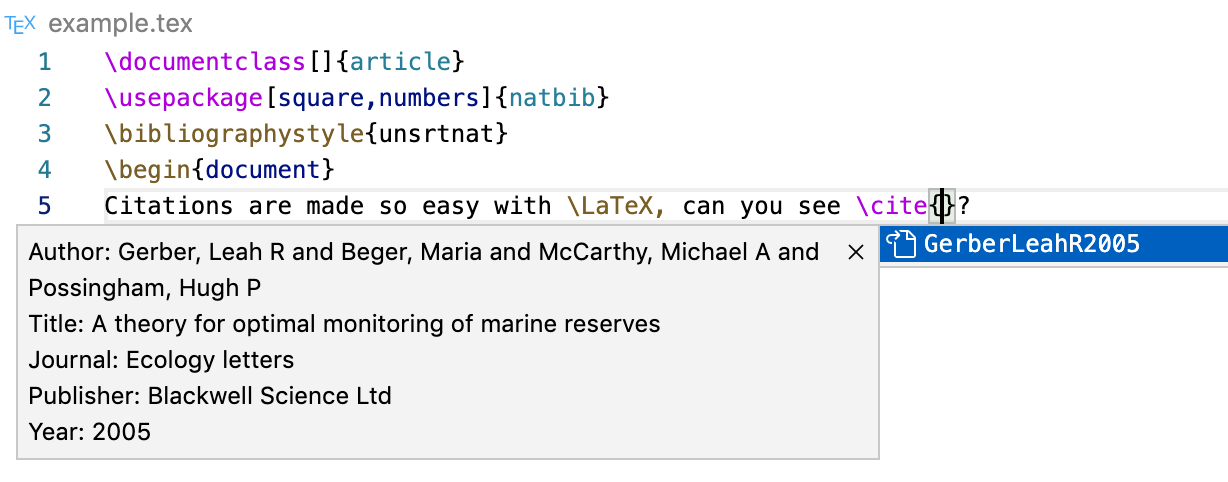 TEX example.tex
1 \documentclass[]{article}
2 \usepackage[square,numbers]{natbib}
3 \bibliographystyle{unsrtnat}
4 \begin{document}
5 Citations are made so easy with \LaTeX, can you see \cite{}?
Author: Gerber, Leah R and Beger, Maria and McCarthy, Michael A and
Possingham, Hugh P
Title: A theory for optimal monitoring of marine reserves
Journal: Ecology letters
Publisher: Blackwell Science Ltd
Year: 2005
GerberLeahR2005